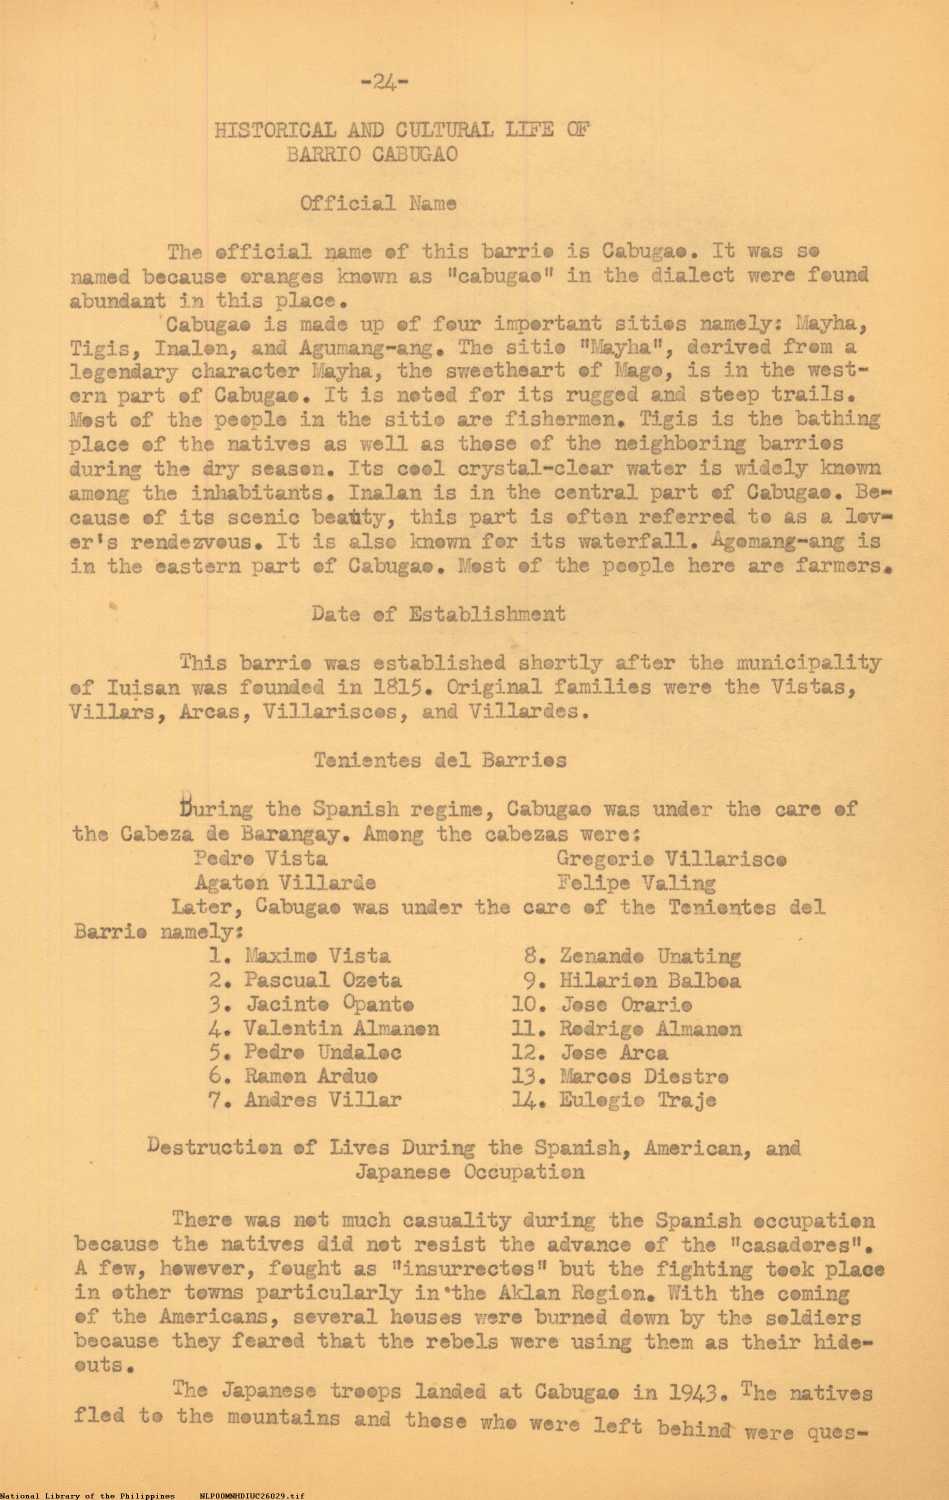 -24-
HISTORICAL AND CULTURAL LIFE OF
BARRIO CABUGAO
Official Name
The official name of this barrio is Cabugao. It was so
named because oranges known as "cabugao" in the dialect were found
abundant in this place.
Cabugao is made up of four important sitios namely: Mayha,
Tigis, Inalon, and Agumang-ang. The sitio "Mayha", derived from a
legendary character Mayha, the sweetheart of Mago, is in the west-
ern part of Cabugao. It is noted for its rugged and steep trails.
Most of the people in the sitio are fishermen. Tigis is the bathing
place of the natives as well as those of the neighboring barrios
during the dry season. Its cool crystal-clear water is widely known
among the inhabitants. Inalan is in the central part of Cabugao. Be-
cause of its scenic beauty, this part is often referred to as a lov-
er's rendezvous. It is also known for its waterfall. Agomang-ang is
in the eastern part of Cabugao. Most of the people here are farmers.
Date of Establishment
This barrio was established shortly after the municipality
of Iuisan was founded in 1815. Original families were the Vistas,
Villars, Arcas, Villariscos, and Villardes.
Tenientes del Barrios
During the Spanish regime, Cabugao was under the care of
the Cabeza de Barangay. Among the cabezas were:
Pedro Vista Gregorio Villarisco
Agaton Villarde Felipe Valing
Later, Cabugao was under the care of the Tenientes del
Barrio namely:
1. Maximo Vista 8. Zenando Unating
2. Pascual Ozeta 9. Hilarion Balboa
3. Jacinto Opanto 10. Jose Orario
4. Valentin Almanon 11. Rodrigo Almanon
5. Pedro Undaloc 12. Jose Arca
6. Ramon Arduo 13. Marcos Diestro
7. Andres Villar 14. Eulogio Traje
Destruction of Lives During the Spanish, American, and
Japanese Occupation
There was not much casuality during the Spanish occupation
because the natives did not resist the advance of the "casadores".
A few, however, fought as "insurrectos" but the fighting took place
in other towns particularly in the Aklan Region. With the coming
of the Americans, several houses were burned down by the soldiers
because they feared that the rebels were using them as their hide-
outs.
The Japanese troops landed at Cabugao in 1943. The natives
fled to the mountains and those who were left behind were ques-
National Library of the Philippines NLPOOMNHDIUC26029.tif